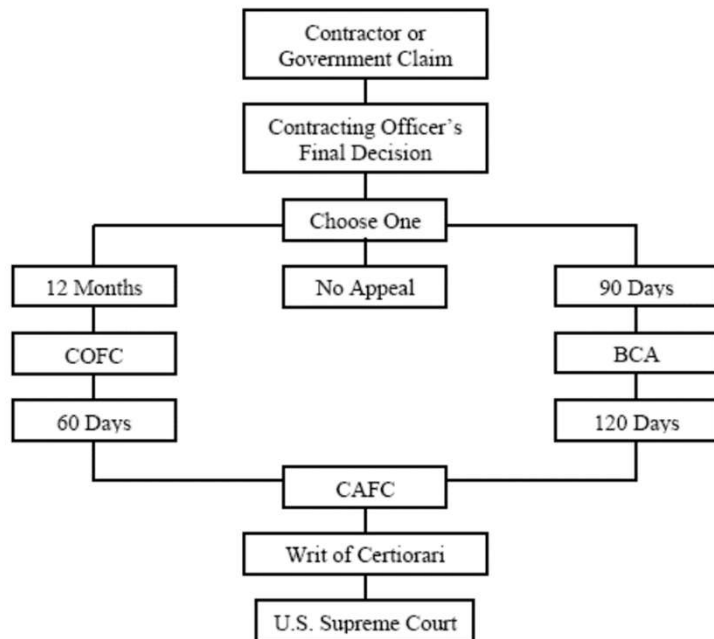 Contractor or
Government Claim
Contracting Officer's
Final Decision
Choose One
12 Months
No Appeal
90 Days
COFC
BCA
60 Days
120 Days
CAFC
Writ of Certiorari
U.S. Supreme Court